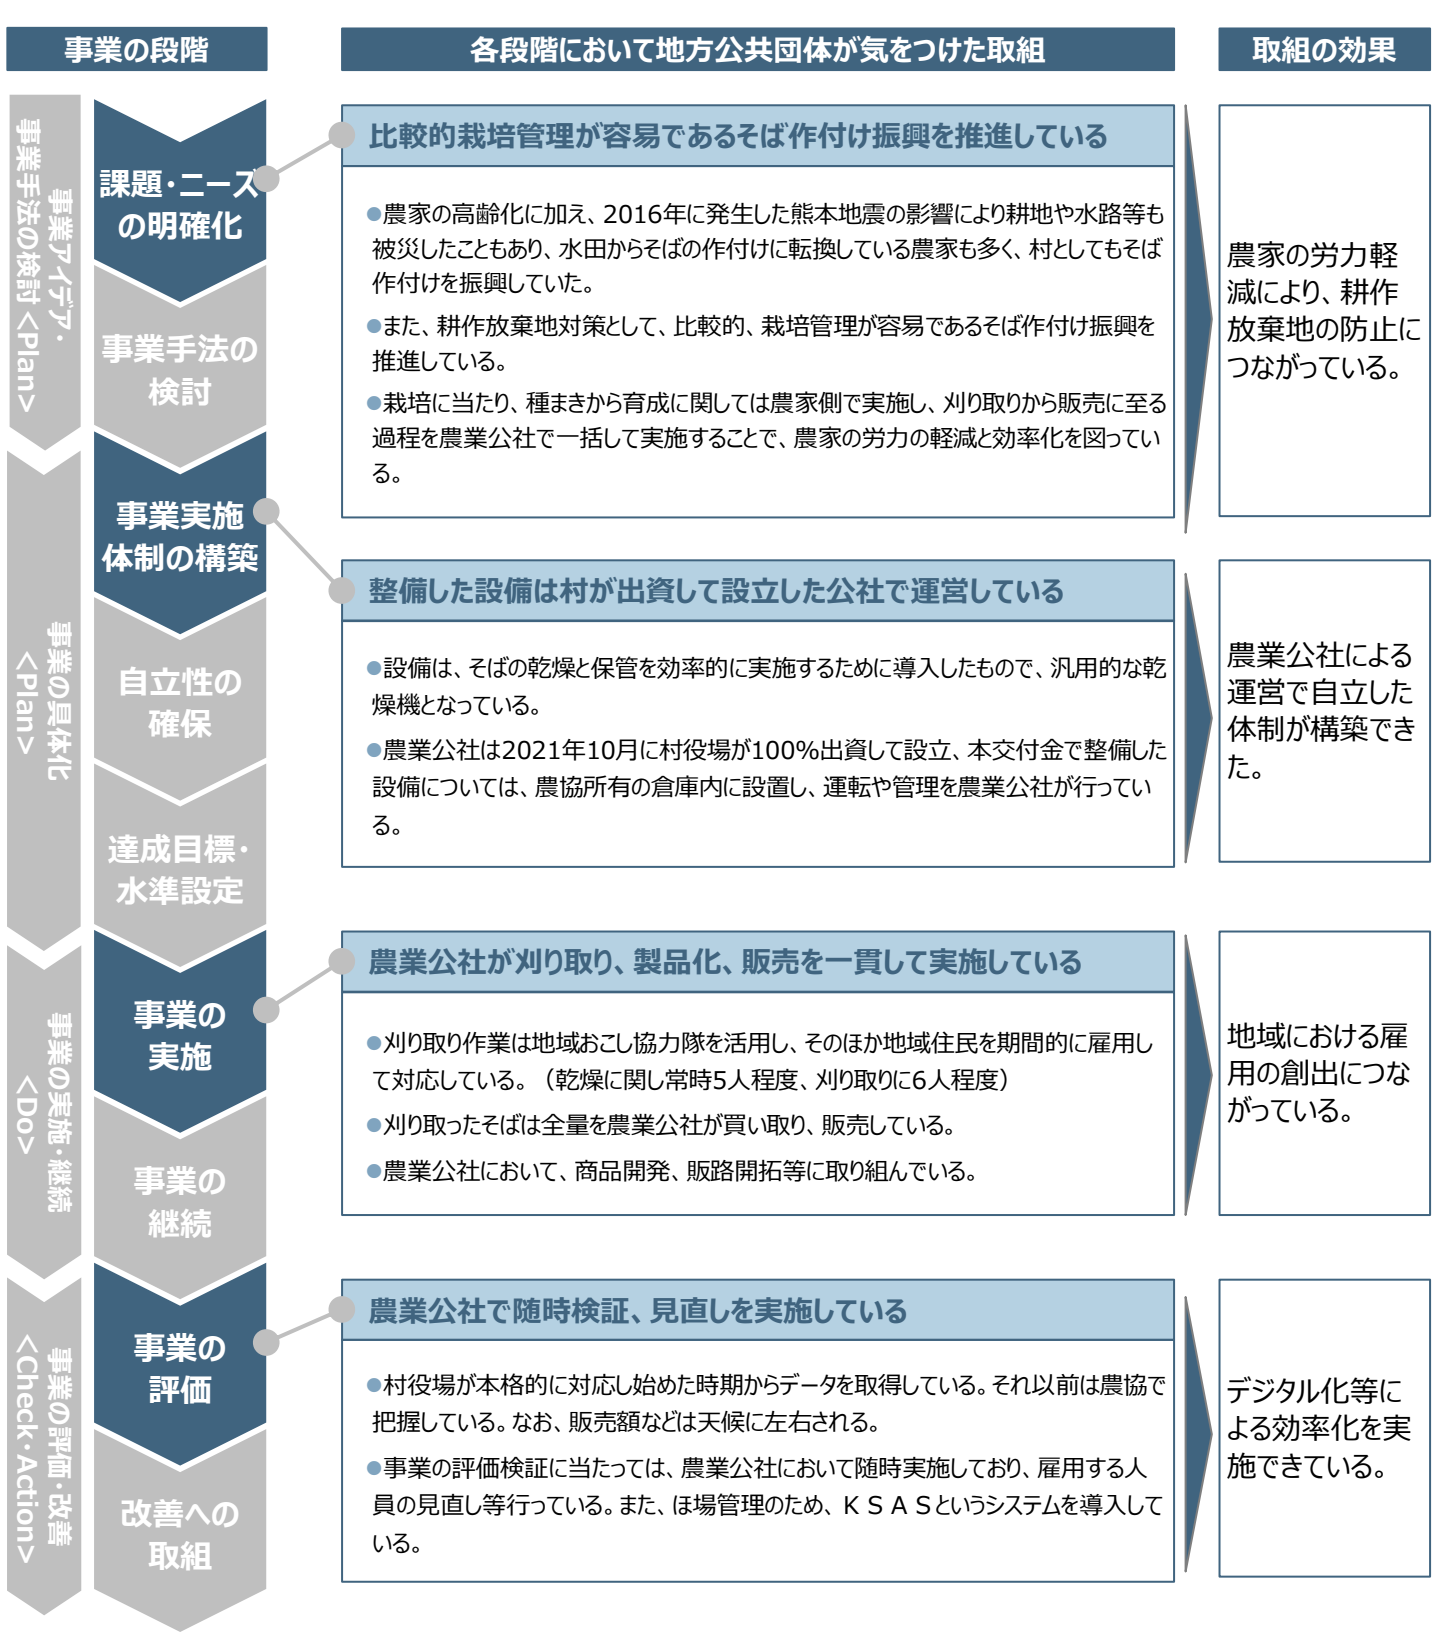 事業の段階
各段階において地方公共団体が気をつけた取組
取組の効果
事業アイデア・
事業手法の検討 <Plan>
課題・ニーズ
の明確化
事業手法の
検討
比較的栽培管理が容易であるそば作付け振興を推進している
●農家の高齢化に加え、2016年に発生した熊本地震の影響により耕地や水路等も
被災したこともあり、水田からそばの作付けに転換している農家も多く、村としてもそば
作付けを振興していた。
●また、耕作放棄地対策として、比較的、栽培管理が容易であるそば作付け振興を
推進している。
●栽培に当たり、種まきから育成に関しては農家側で実施し、刈り取りから販売に至る
過程を農業公社で一括して実施することで、農家の労力の軽減と効率化を図ってい
る。
農家の労力軽
減により、耕作
放棄地の防止に
つながっている。
事業の具体化
<Plan>
事業実施
体制の構築
自立性の
確保
達成目標・
水準設定
整備した設備は村が出資して設立した公社で運営している
●設備は、そばの乾燥と保管を効率的に実施するために導入したもので、汎用的な乾
燥機となっている。
●農業公社は2021年10月に村役場が100%出資して設立、本交付金で整備した
設備については、農協所有の倉庫内に設置し、運転や管理を農業公社が行ってい
る。
農業公社による
運営で自立した
体制が構築でき
た。
事業の実施・継続
<Do>
事業の
実施
事業の
継続
農業公社が刈り取り、製品化、販売を一貫して実施している
●刈り取り作業は地域おこし協力隊を活用し、そのほか地域住民を期間的に雇用し
て対応している。（乾燥に関し常時5人程度、刈り取りに6人程度）
●刈り取ったそばは全量を農業公社が買い取り、販売している。
●農業公社において、商品開発、販路開拓等に取り組んでいる。
地域における雇
用の創出につな
がっている。
事業の評価・改善
<Check・Action>
事業の
評価
改善への
取組
農業公社で随時検証、見直しを実施している
●村役場が本格的に対応し始めた時期からデータを取得している。それ以前は農協で
把握している。なお、販売額などは天候に左右される。
●事業の評価検証に当たっては、農業公社において随時実施しており、雇用する人
員の見直し等行っている。また、ほ場管理のため、ＫＳＡＳというシステムを導入して
いる。
デジタル化等に
よる効率化を実
施できている。